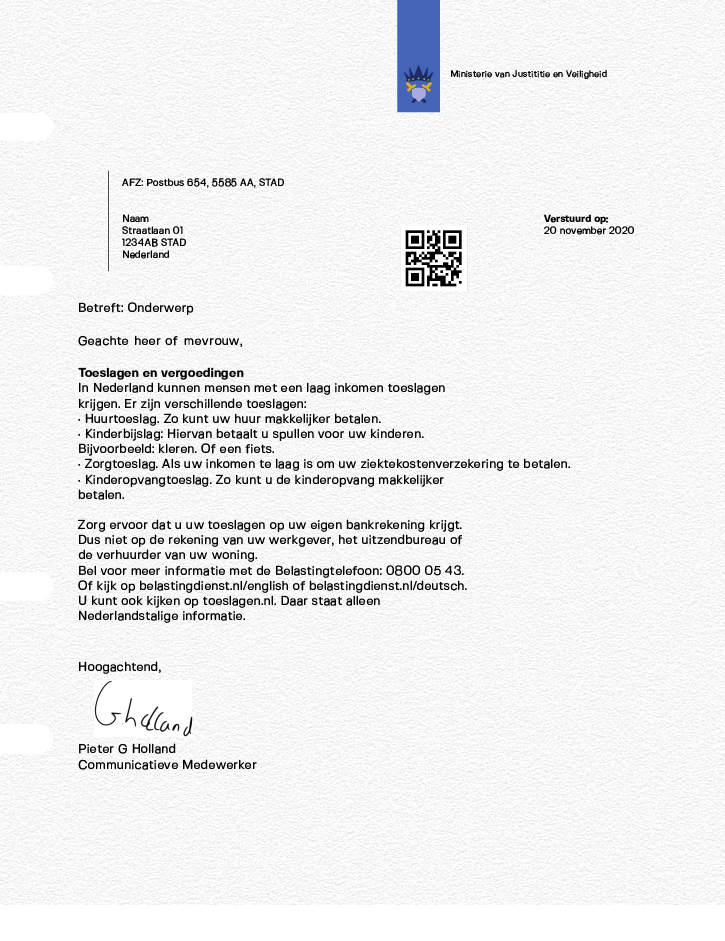 Ministerie van Justititie en Veiligheid
AFZ: Postbus 654, 5585 AA, STAD
Naam
Straatlaan 01
1234AB STAD
Nederland
Verstuurd op:
20 november 2020
Betreft: Onderwerp
Geachte heer of mevrouw,
Toeslagen en vergoedingen
In Nederland kunnen mensen met een laag inkomen toeslagen
krijgen. Er zijn verschillende toeslagen:
· Huurtoeslag. Zo kunt uw huur makkelijker betalen.
· Kinderbijslag: Hiervan betaalt u spullen voor uw kinderen.
Bijvoorbeeld: kleren. Of een fiets.
· Zorgtoeslag. Als uw inkomen te laag is om uw ziektekostenverzekering te betalen.
· Kinderopvangtoeslag. Zo kunt u de kinderopvang makkelijker
betalen.
Zorg ervoor dat u uw toeslagen op uw eigen bankrekening krijgt.
Dus niet op de rekening van uw werkgever, het uitzendbureau of
de verhuurder van uw woning.
Bel voor meer informatie met de Belastingtelefoon: 0800 05 43.
Of kijk op belastingdienst.nl/english of belastingdienst.nl/deutsch.
U kunt ook kijken op toeslagen.nl. Daar staat alleen
Nederlandstalige informatie.
Hoogachtend,
G holland
Pieter G Holland
Communicatieve Medewerker